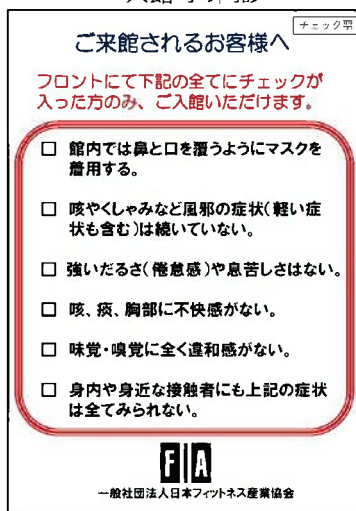 チェック票
ご来館されるお客様へ
フロントにて下記の全てにチェックが
入った方のみ、ご入館いただけます。
□ 館内では鼻と口を覆うようにマスクを
着用する。
□ 咳やくしゃみなど風邪の症状(軽い症
状も含む)は続いていない。
□ 強いだるさ(倦怠感)や息苦しさはない。
□ 咳、痰、胸部に不快感がない。
□ 味覚・嗅覚に全く違和感がない。
□ 身内や身近な接触者にも上記の症状
は全てみられない。
FIA
一般社団法人日本フィットネス産業協会